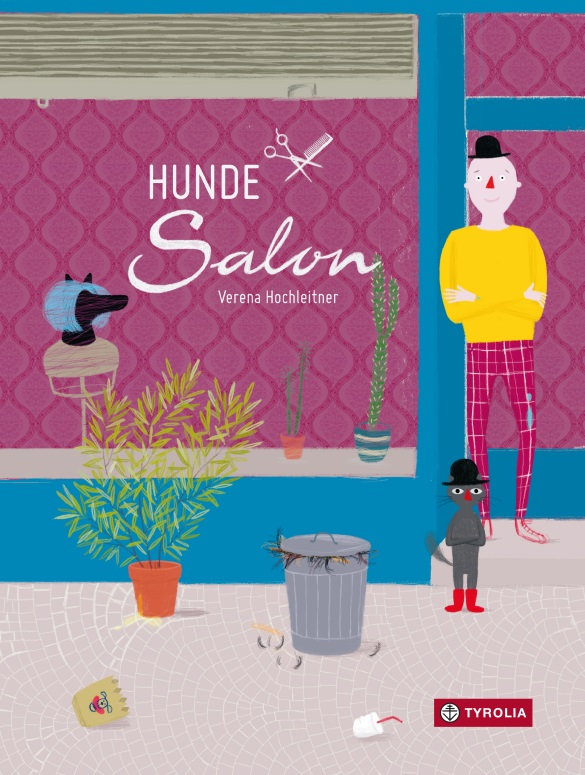 HUNDE
Salon
Verena Hochleitner
TYROLIA